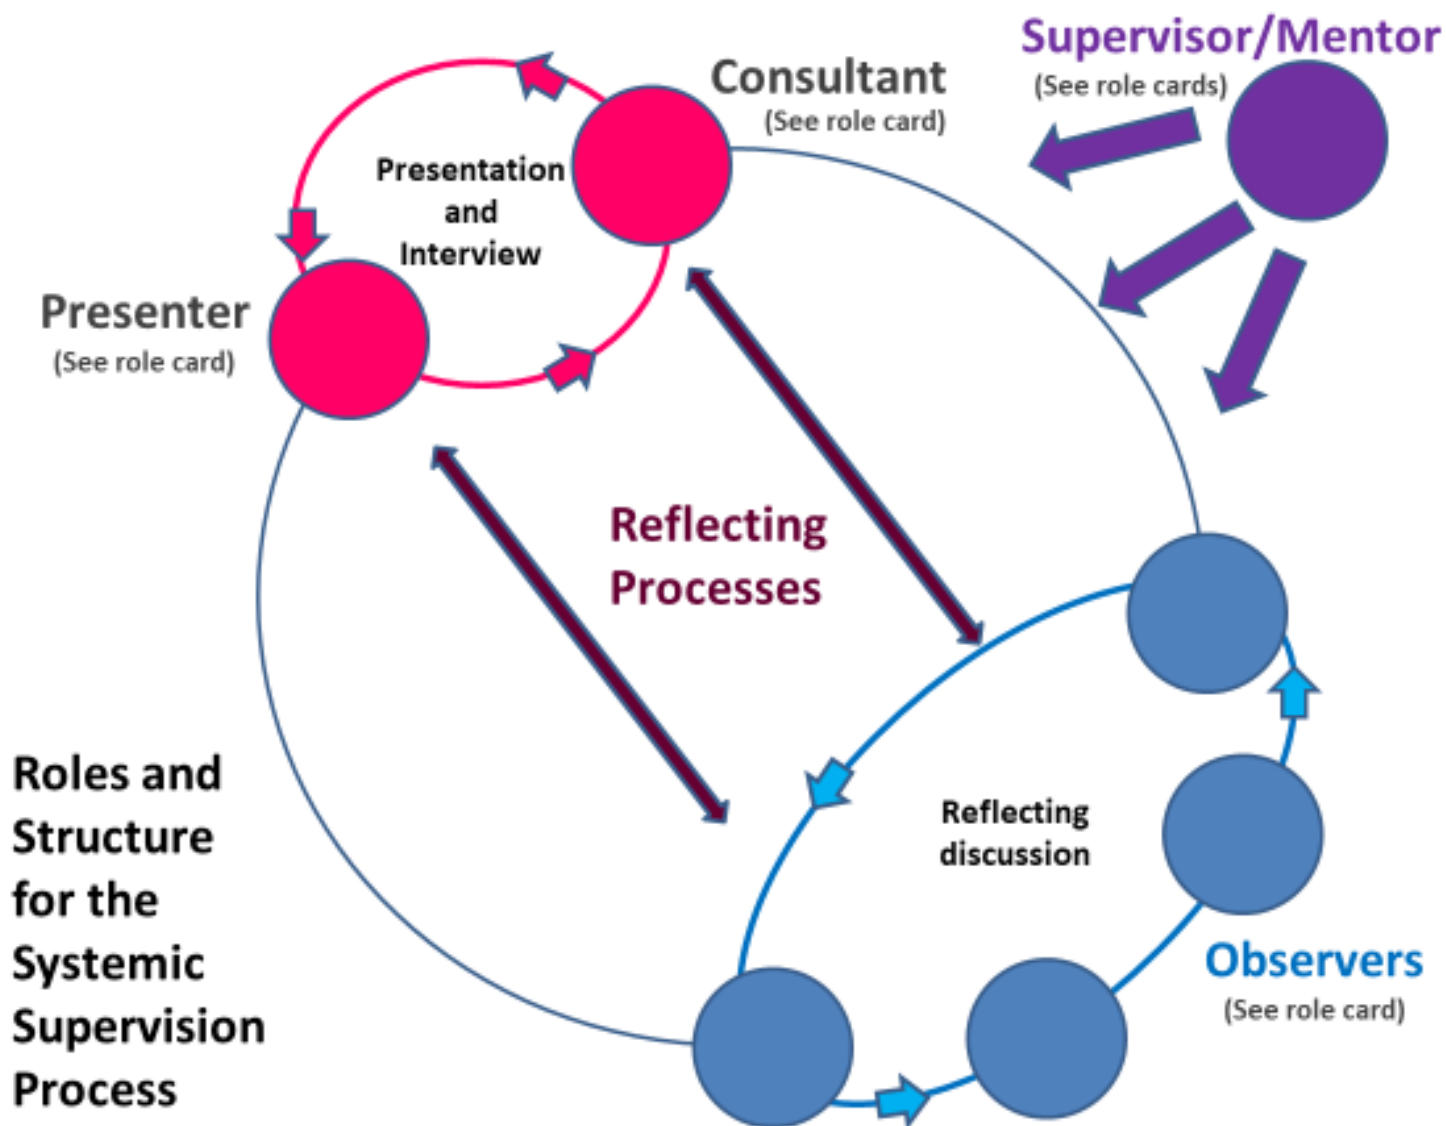 Supervisor/Mentor
(See role cards)
Consultant
(See role card)
Presentation
and
Interview
Presenter
(See role card)
Reflecting
Processes
Roles and
Structure
for the
Systemic
Supervision
Process
Reflecting
discussion
Observers
(See role card)